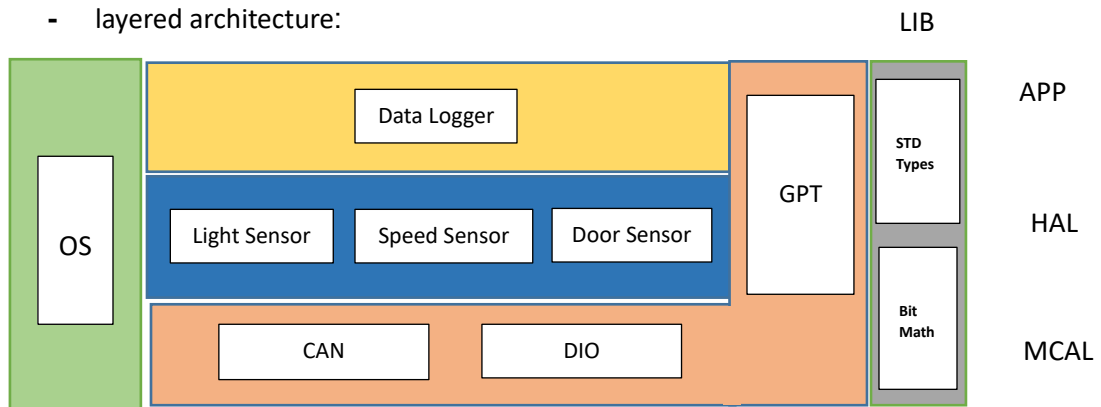 - layered architecture:
LIB
APP
Data Logger
STD
Types
GPT
OS
Light Sensor
Speed Sensor
Door Sensor
HAL
Bit
Math
CAN
DIO
MCAL